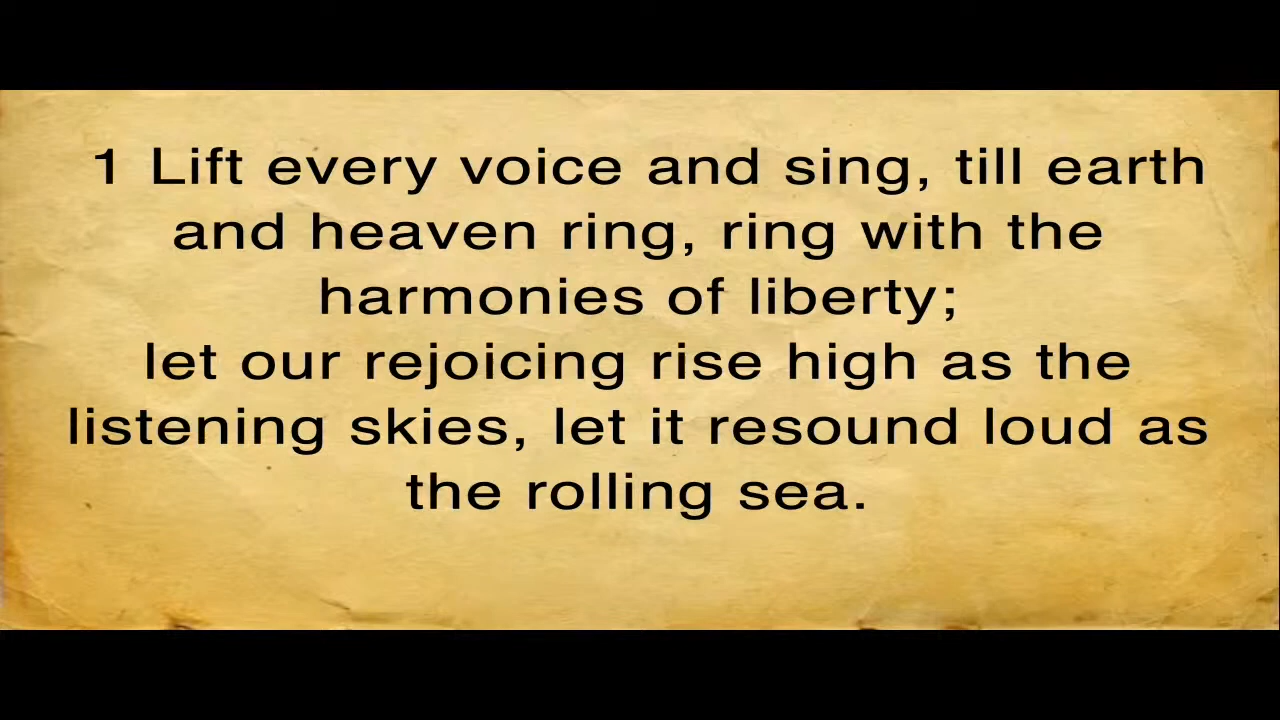 1 Lift every voice and sing, till earth
and heaven ring, ring with the
harmonies of liberty;
let our rejoicing rise high as the
listening skies, let it resound loud as
the rolling sea.